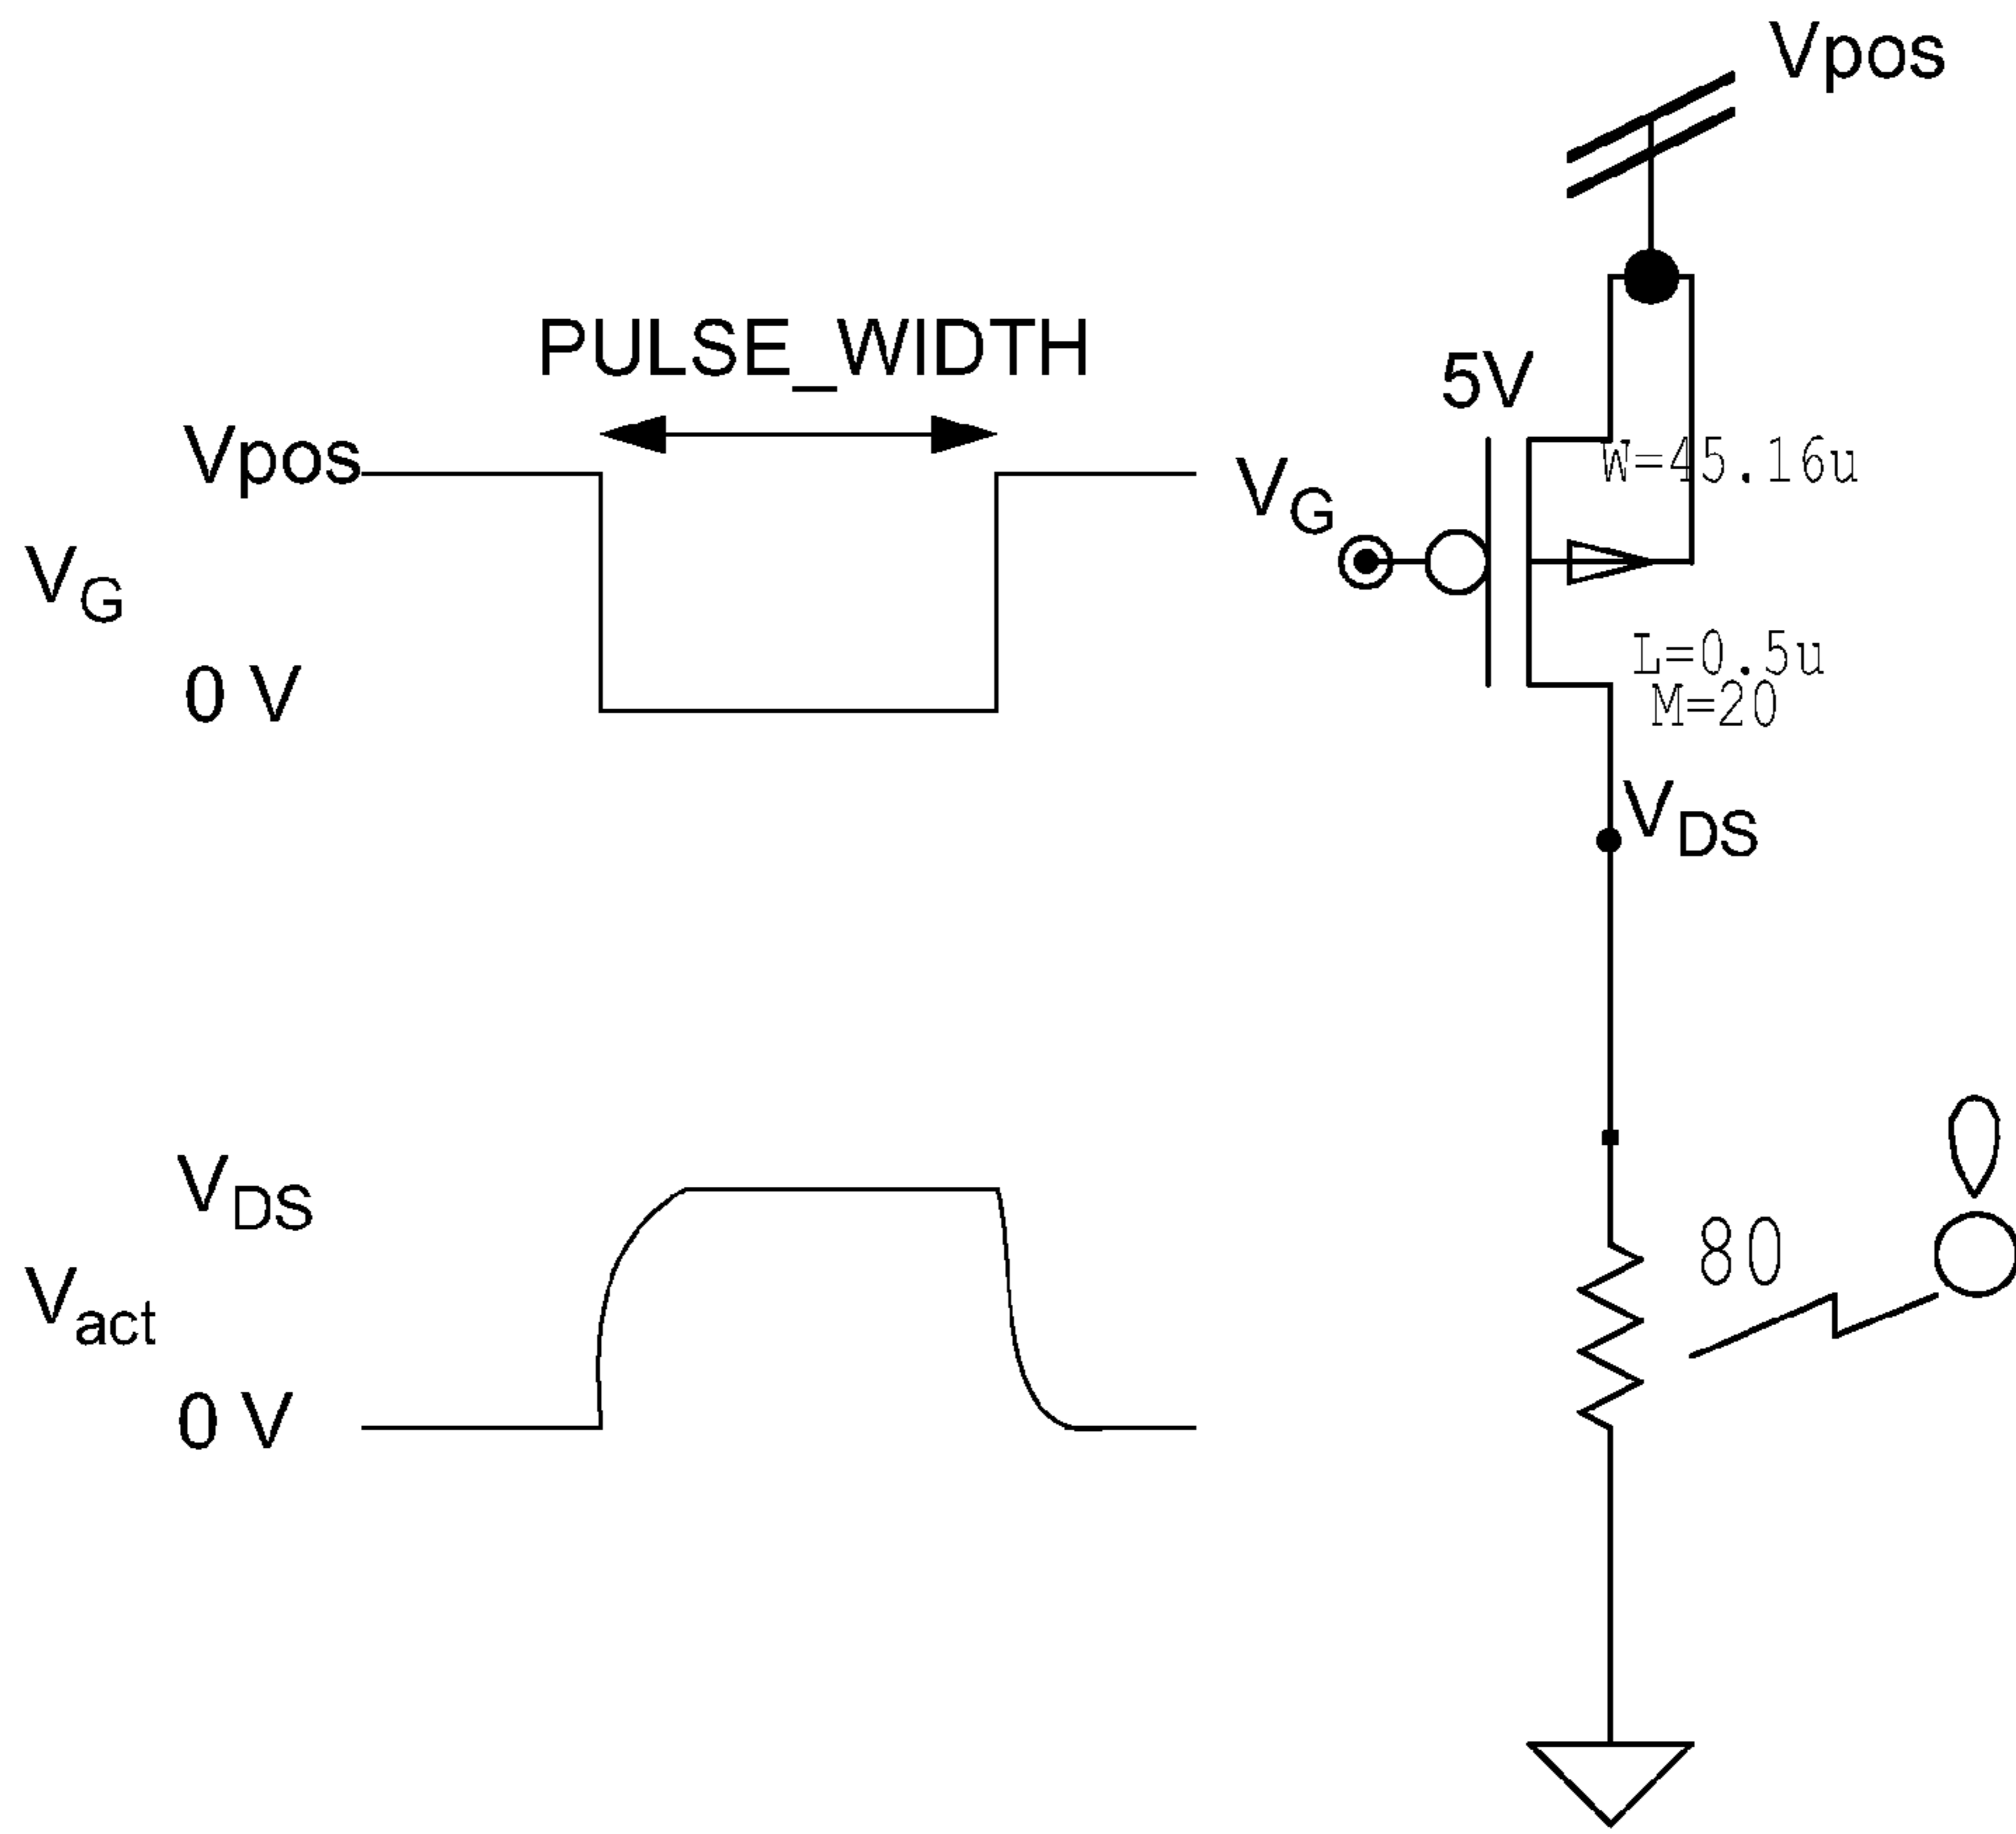 Vpos
PULSE_WIDTH
5V
Vpos
W=45.16u
VG
VG
L=0.5u
0 V
M=20
VDS
VDS
80
Vact
0 V